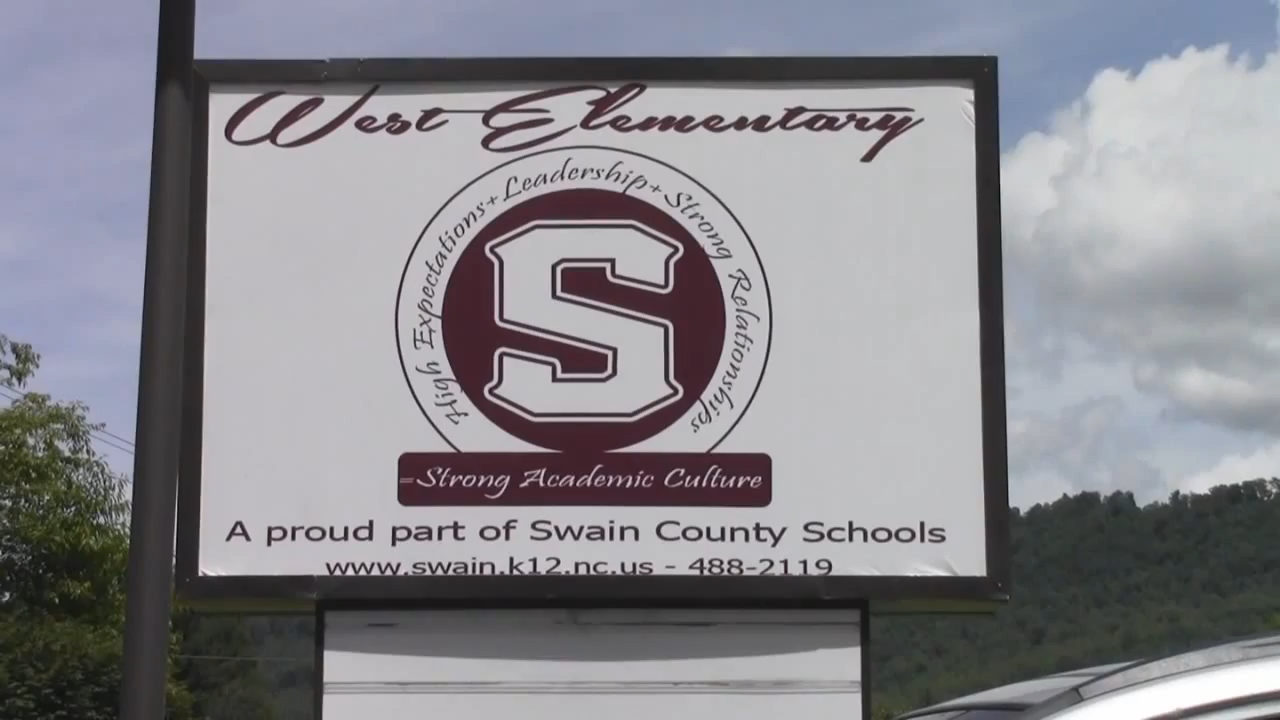 West Elementary
High Expectations+Leadership+Strong Relationships
S
=Strong Academic Culture
A proud part of Swain County Schools
www.swain.k12.nc.us - 488-2119